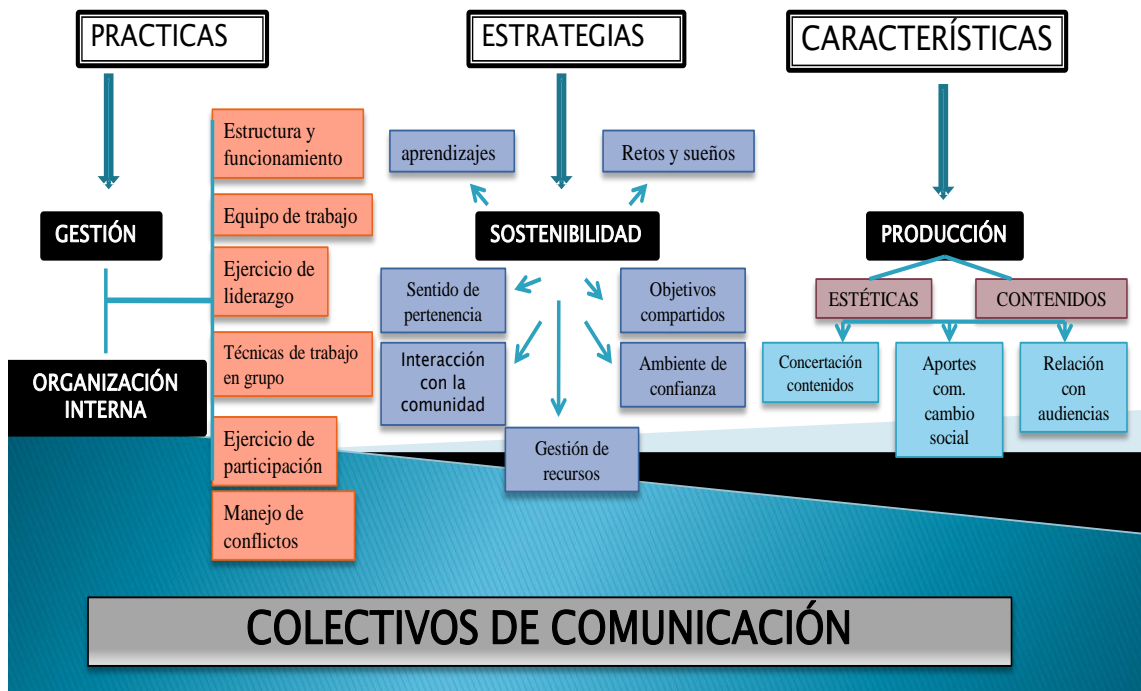 PRACTICAS
ESTRATEGIAS
CARACTERÍSTÍCAS
GESTIÓN
ORGANIZACIÓN
INTERNA
Estructura y
funcionamiento
Equipo de trabajo
Ejercicio de
liderazgo
Técnicas de trabajo
en grupo
Ejercicio de
participación
Manejo de
conflictos
aprendizajes
Retos y sueños
SOSTENIBILIDAD
Sentido de
pertenencia
Objetivos
compartidos
Interacción
con la
comunidad
Ambiente de
confianza
Gestión de
recursos
PRODUCCIÓN
ESTÉTICAS
CONTENIDOS
Concertación
contenidos
Aportes
com.
cambio
social
Relación
con
audiencias
COLECTIVOS DE COMUNICACIÓN